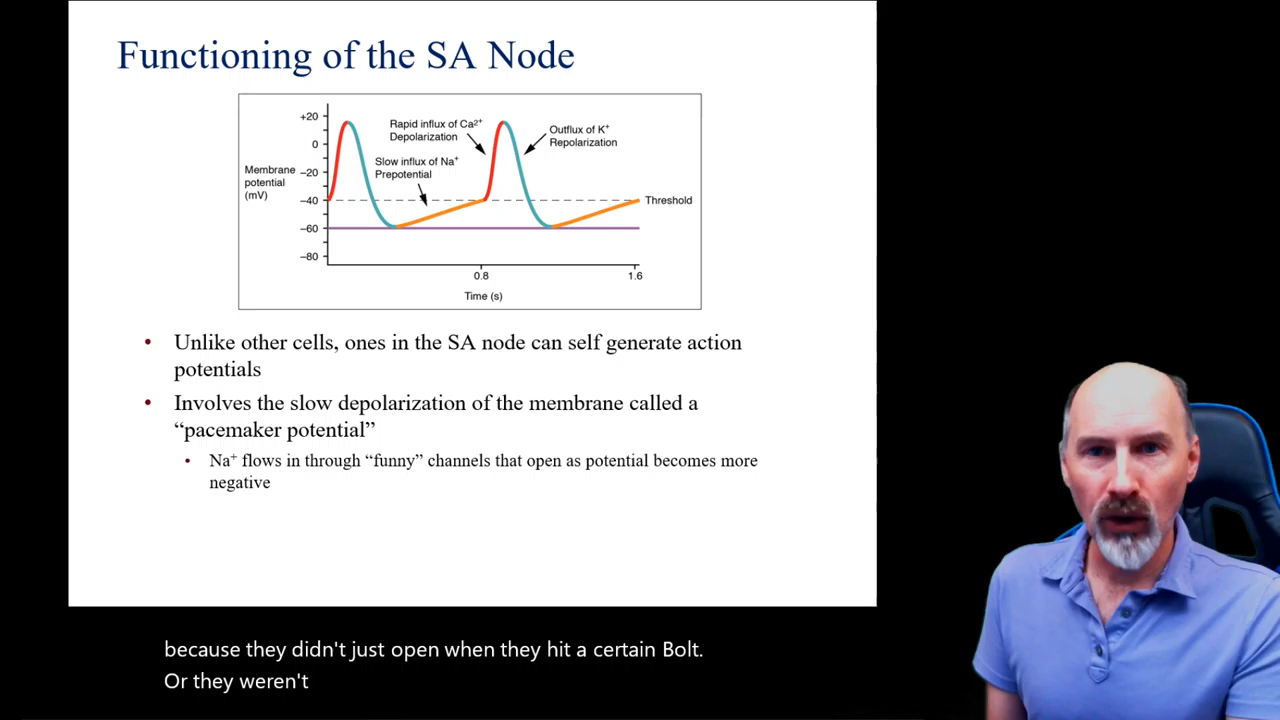 Functioning of the SA Node
+20
0
−20
−40
−60
−80
Membrane
potential
(mV)
Rapid influx of Ca²⁺
Depolarization
Slow influx of Na⁺
Prepotential
Outflux of K⁺
Repolarization
Threshold
0.8
1.6
Time (s)
• Unlike other cells, ones in the SA node can self generate action
potentials
• Involves the slow depolarization of the membrane called a
“pacemaker potential”
• Na⁺ flows in through “funny” channels that open as potential becomes more
negative
because they didn't just open when they hit a certain Bolt.
Or they weren't